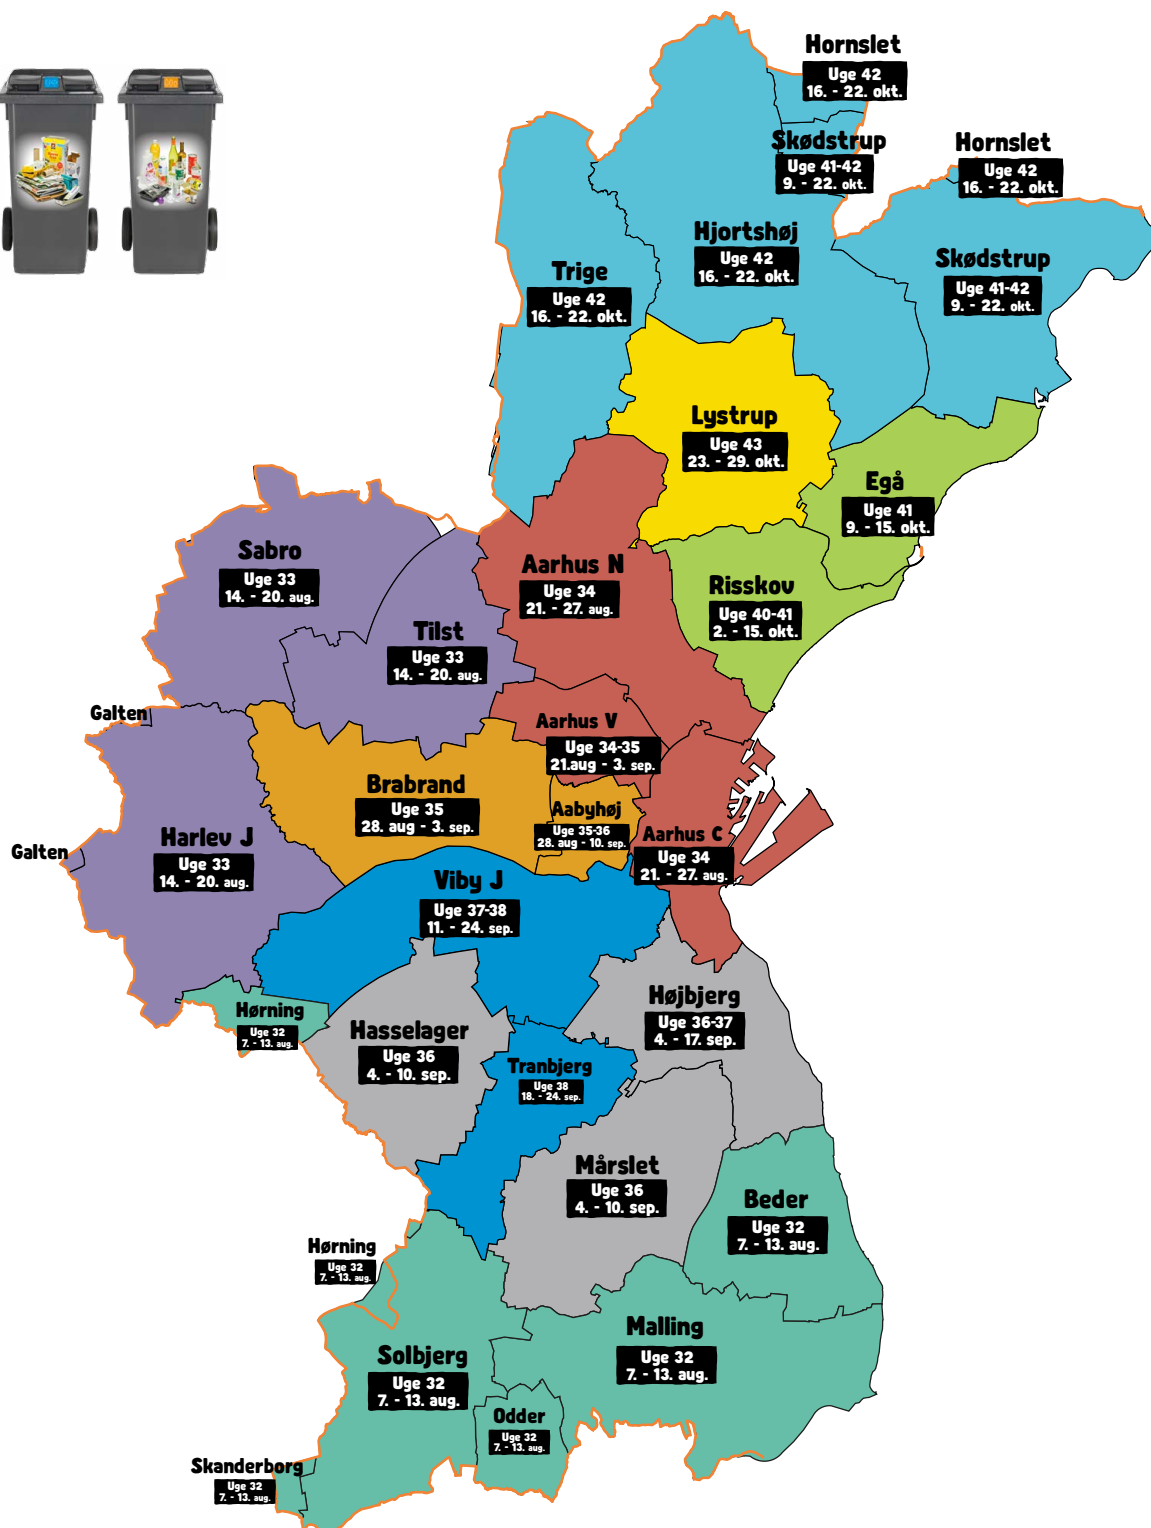 Hornslet
Uge 42
16. - 22. okt.
Skødstrup
Uge 41-42
9. - 22. okt.
Hornslet
Uge 42
16. - 22. okt.
Hjortshøj
Uge 42
16. - 22. okt.
Skødstrup
Uge 41-42
9. - 22. okt.
Trige
Uge 42
16. - 22. okt.
Lystrup
Uge 43
23. - 29. okt.
Egå
Uge 41
9. - 15. okt.
Sabro
Uge 33
14. - 20. aug.
Aarhus N
Uge 34
21. - 27. aug.
Risskov
Uge 40-41
2. - 15. okt.
Tilst
Uge 33
14. - 20. aug.
Galten
Aarhus V
Uge 34-35
21.aug - 3. sep.
Brabrand
Uge 35
28. aug - 3. sep.
Aabyhøj
Uge 35-36
28. aug - 10. sep.
Harlev J
Uge 33
14. - 20. aug.
Galten
Aarhus C
Uge 34
21. - 27. aug.
Viby J
Uge 37-38
11. - 24. sep.
Hørning
Uge 32
7. - 13. aug.
Hasselager
Uge 36
4. - 10. sep.
Højbjerg
Uge 36-37
4. - 17. sep.
Tranbjerg
Uge 38
18. - 24. sep.
Mårslet
Uge 36
4. - 10. sep.
Beder
Uge 32
7. - 13. aug.
Hørning
Uge 32
7. - 13. aug.
Malling
Uge 32
7. - 13. aug.
Solbjerg
Uge 32
7. - 13. aug.
Odder
Uge 32
7. - 13. aug.
Skanderborg
Uge 32
7. - 13. aug.